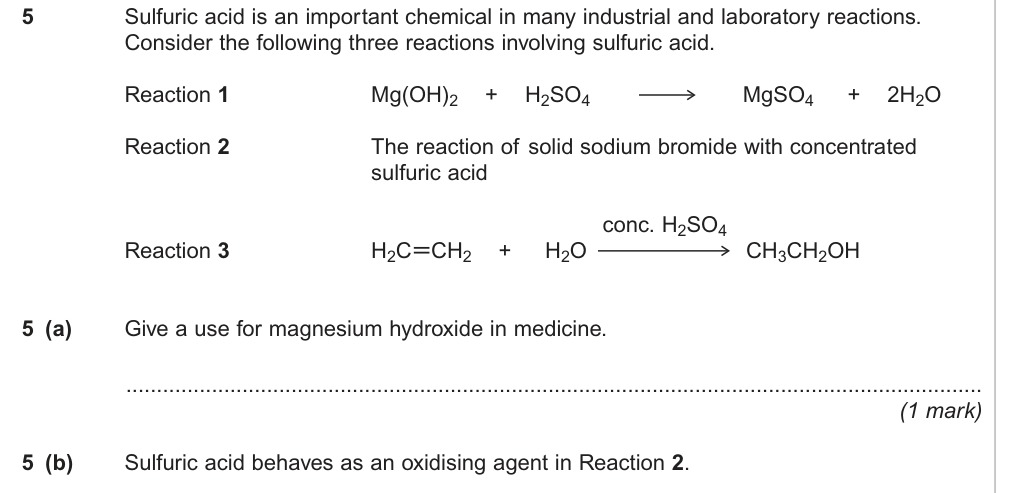 5 Sulfuric acid is an important chemical in many industrial and laboratory reactions.
Consider the following three reactions involving sulfuric acid.
Reaction 1 Mg(OH)₂ + H₂SO₄ ⟶ MgSO₄ + 2H₂O
Reaction 2 The reaction of solid sodium bromide with concentrated
sulfuric acid
conc. H₂SO₄
Reaction 3 H₂C=CH₂ + H₂O ⟶ CH₃CH₂OH
5 (a) Give a use for magnesium hydroxide in medicine.
(1 mark)
5 (b) Sulfuric acid behaves as an oxidising agent in Reaction 2.